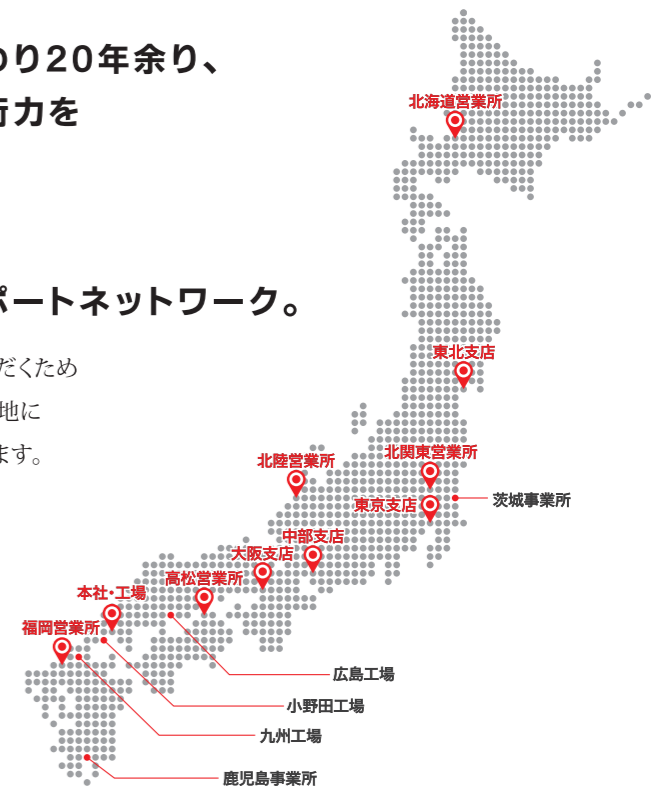 り20年余り、
力を
ポートネットワーク。
だくため
地に
ます。
北海道営業所
東北支店
北関東営業所
北陸営業所
東京支店
茨城事業所
中部支店
大阪支店
高松営業所
本社・工場
福岡営業所
広島工場
小野田工場
九州工場
鹿児島事業所